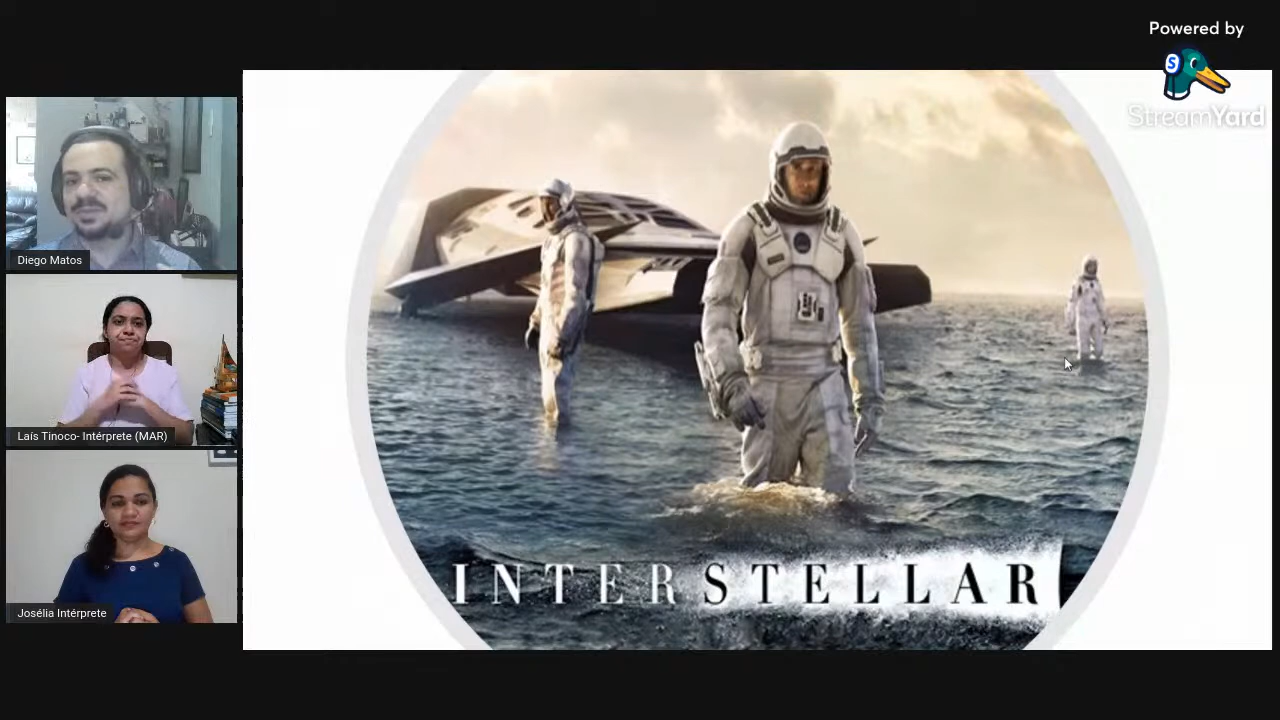 Powered by
S
StreamYard
Diego Matos
Laís Tinoco- Intérprete (MAR)
Josélia Intérprete
INTERSTELLAR